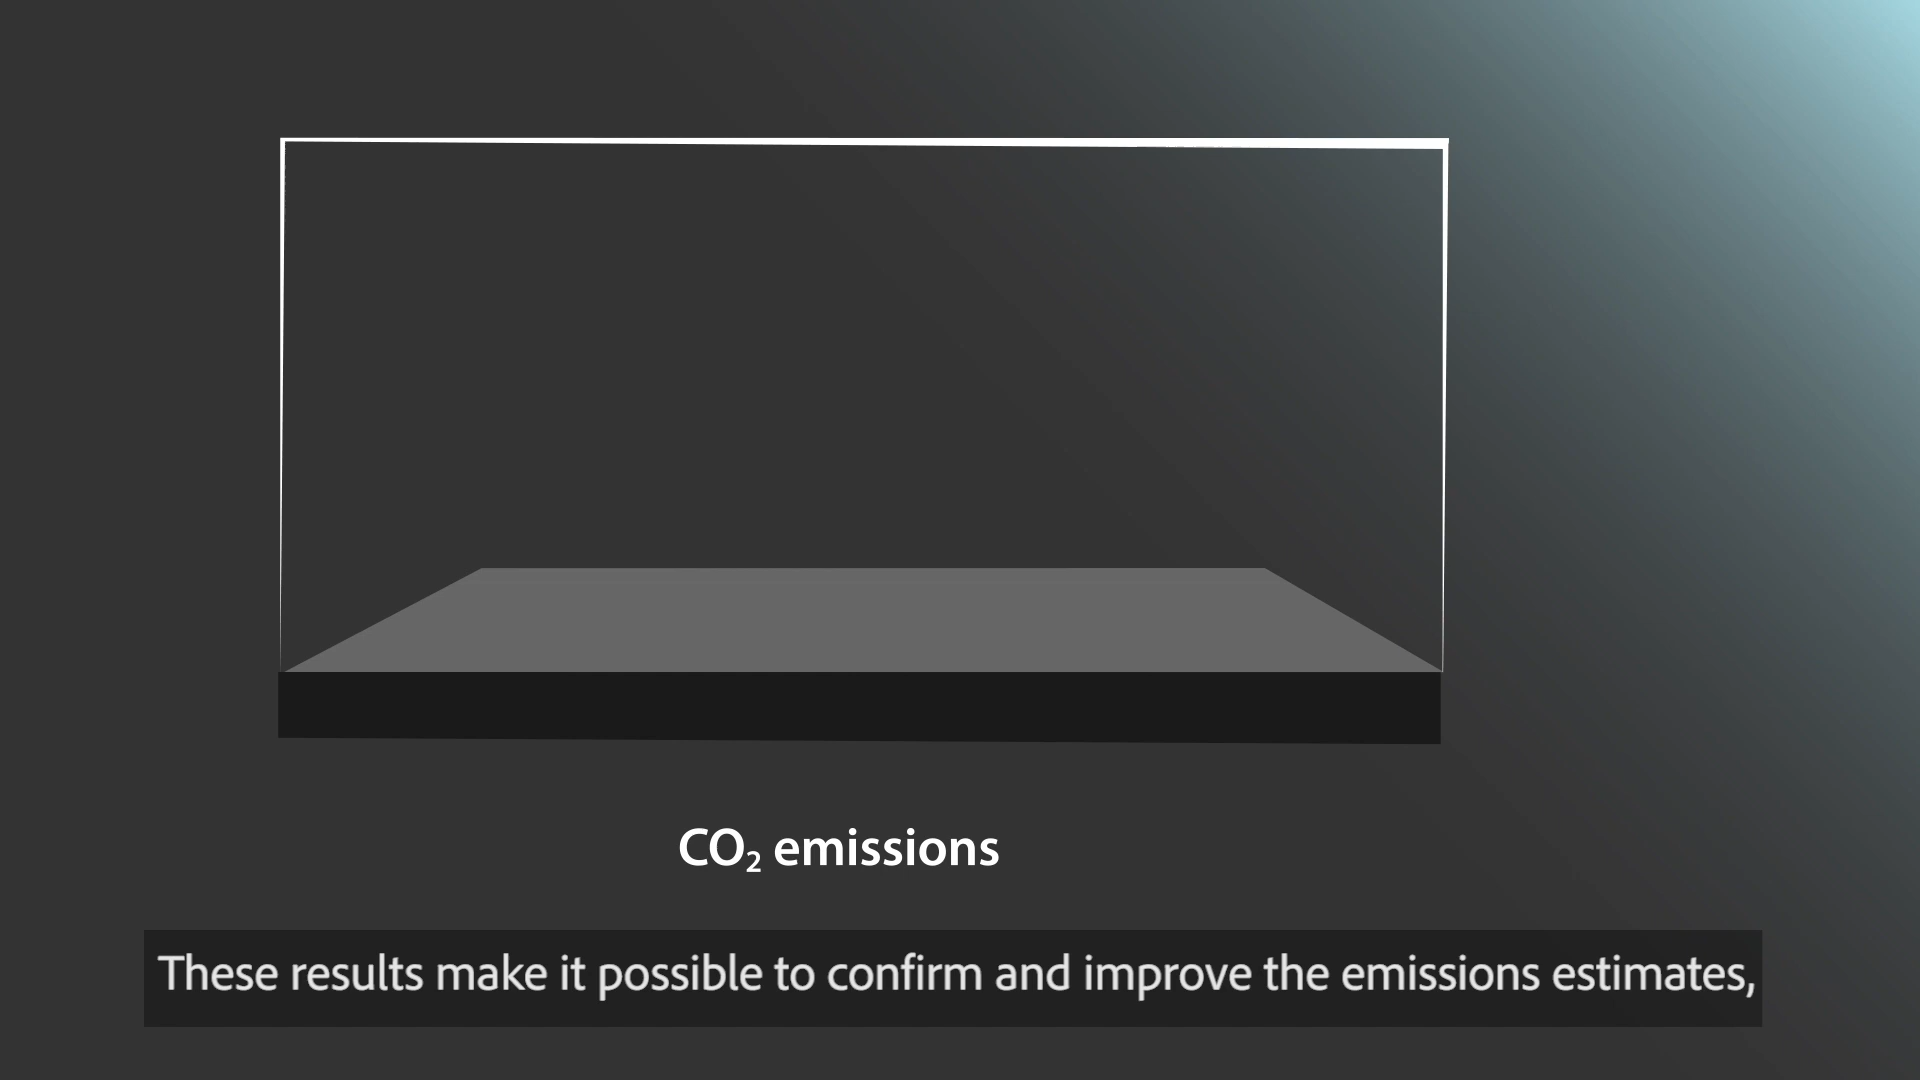 CO₂ emissions
These results make it possible to confirm and improve the emissions estimates,